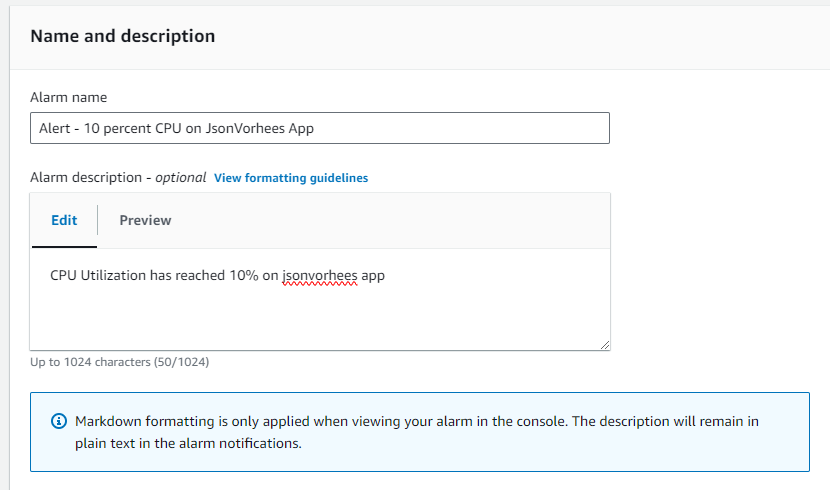 Name and description
Alarm name
Alert - 10 percent CPU on JsonVorhees App
Alarm description - optional View formatting guidelines
Edit Preview
CPU Utilization has reached 10% on jsonvorhees app
Up to 1024 characters (50/1024)
Markdown formatting is only applied when viewing your alarm in the console. The description will remain in
plain text in the alarm notifications.